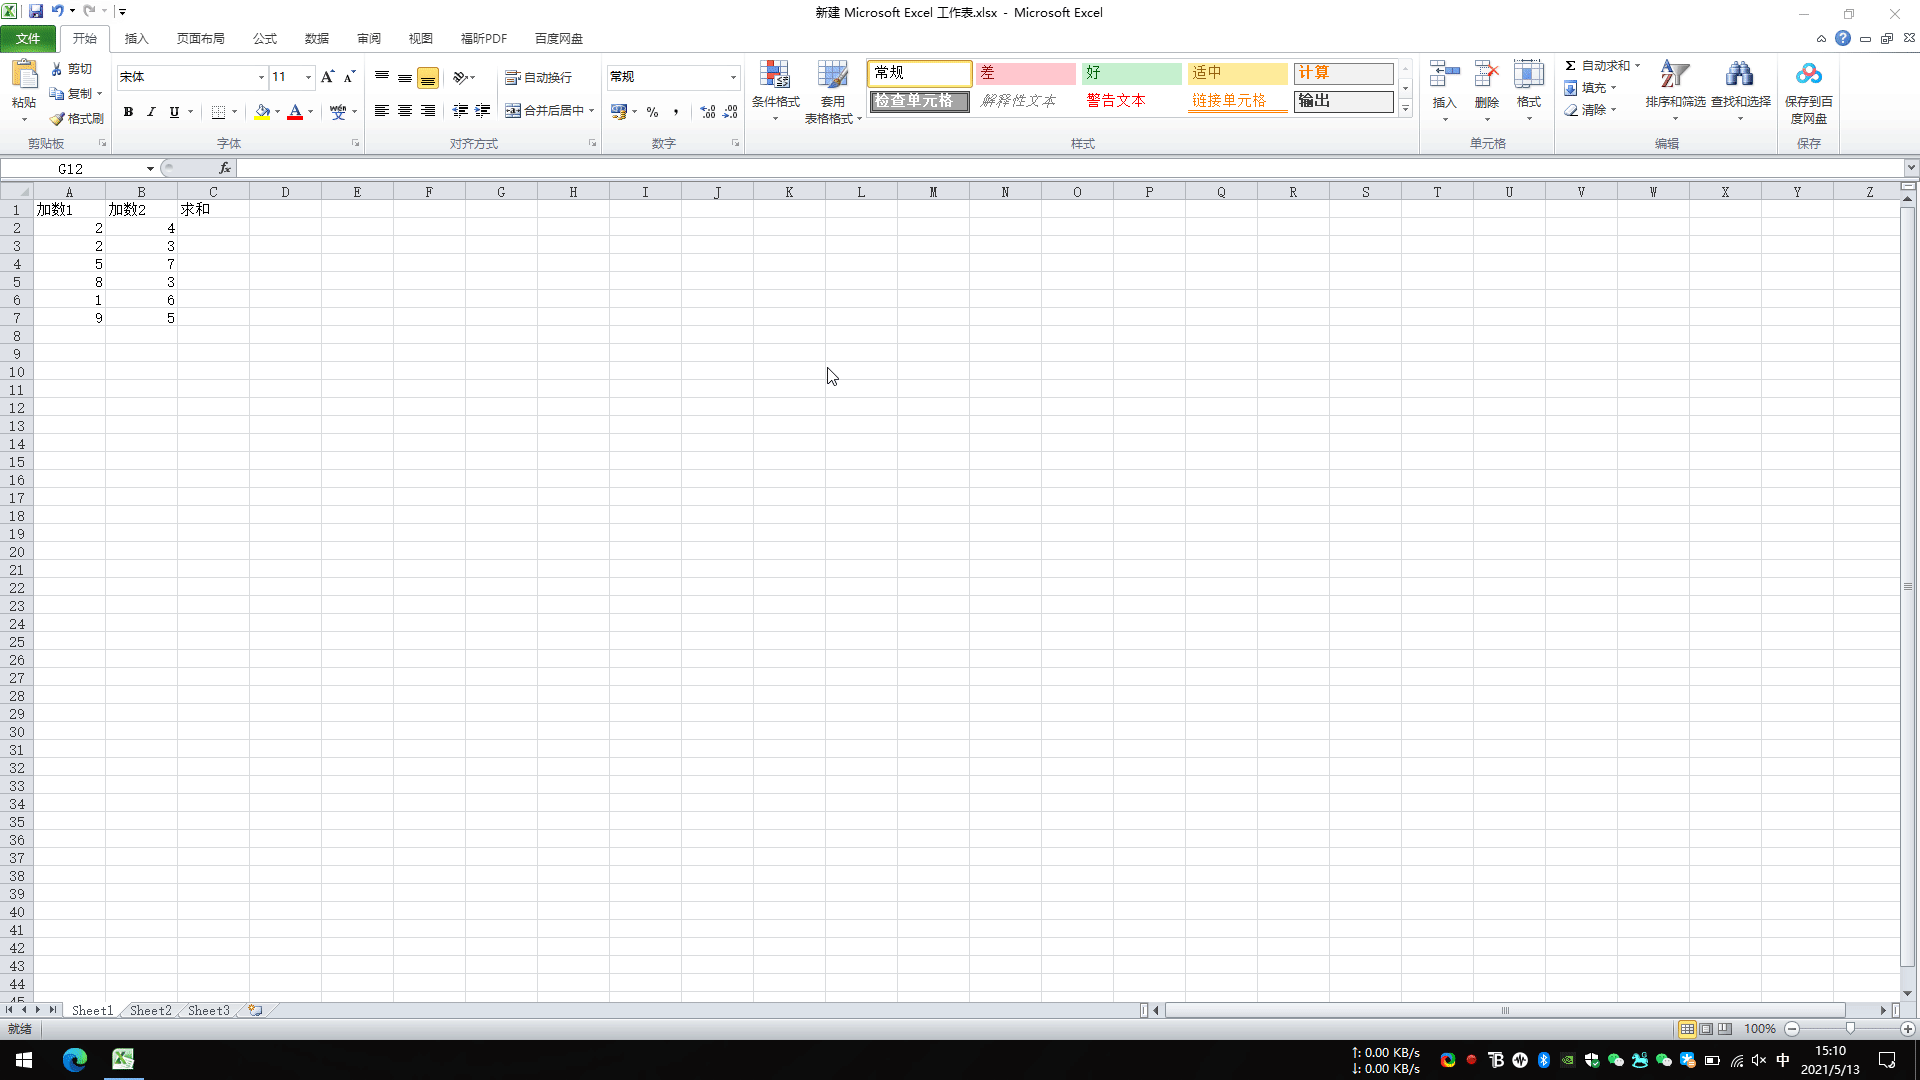 新建 Microsoft Excel 工作表.xlsx - Microsoft Excel
文件 开始 插入 页面布局 公式 数据 审阅 视图 福昕PDF 百度网盘
粘贴 剪切 复制 格式刷
剪贴板
宋体 11
B I U wén
字体
自动换行
合并后居中
对齐方式
常规
% ,
数字
条件格式 套用 表格格式
常规 差 好 适中 计算
检查单元格 解释性文本 警告文本 链接单元格 输出
样式
插入 删除 格式
单元格
Σ 自动求和
填充
清除
排序和筛选 查找和选择
编辑
保存到百
度网盘
保存
G12 fx
A B C D E F G H I J K L M N O P Q R S T U V W X Y Z
1 加数1 加数2 求和
2 2 4
3 2 3
4 5 7
5 8 3
6 1 6
7 9 5
8
9
10
11
12
13
14
15
16
17
18
19
20
21
22
23
24
25
26
27
28
29
30
31
32
33
34
35
36
37
38
39
40
41
42
43
44
45
Sheet1 Sheet2 Sheet3
就绪 100%
↑: 0.00 KB/s
↓: 0.00 KB/s
中
15:10
2021/5/13